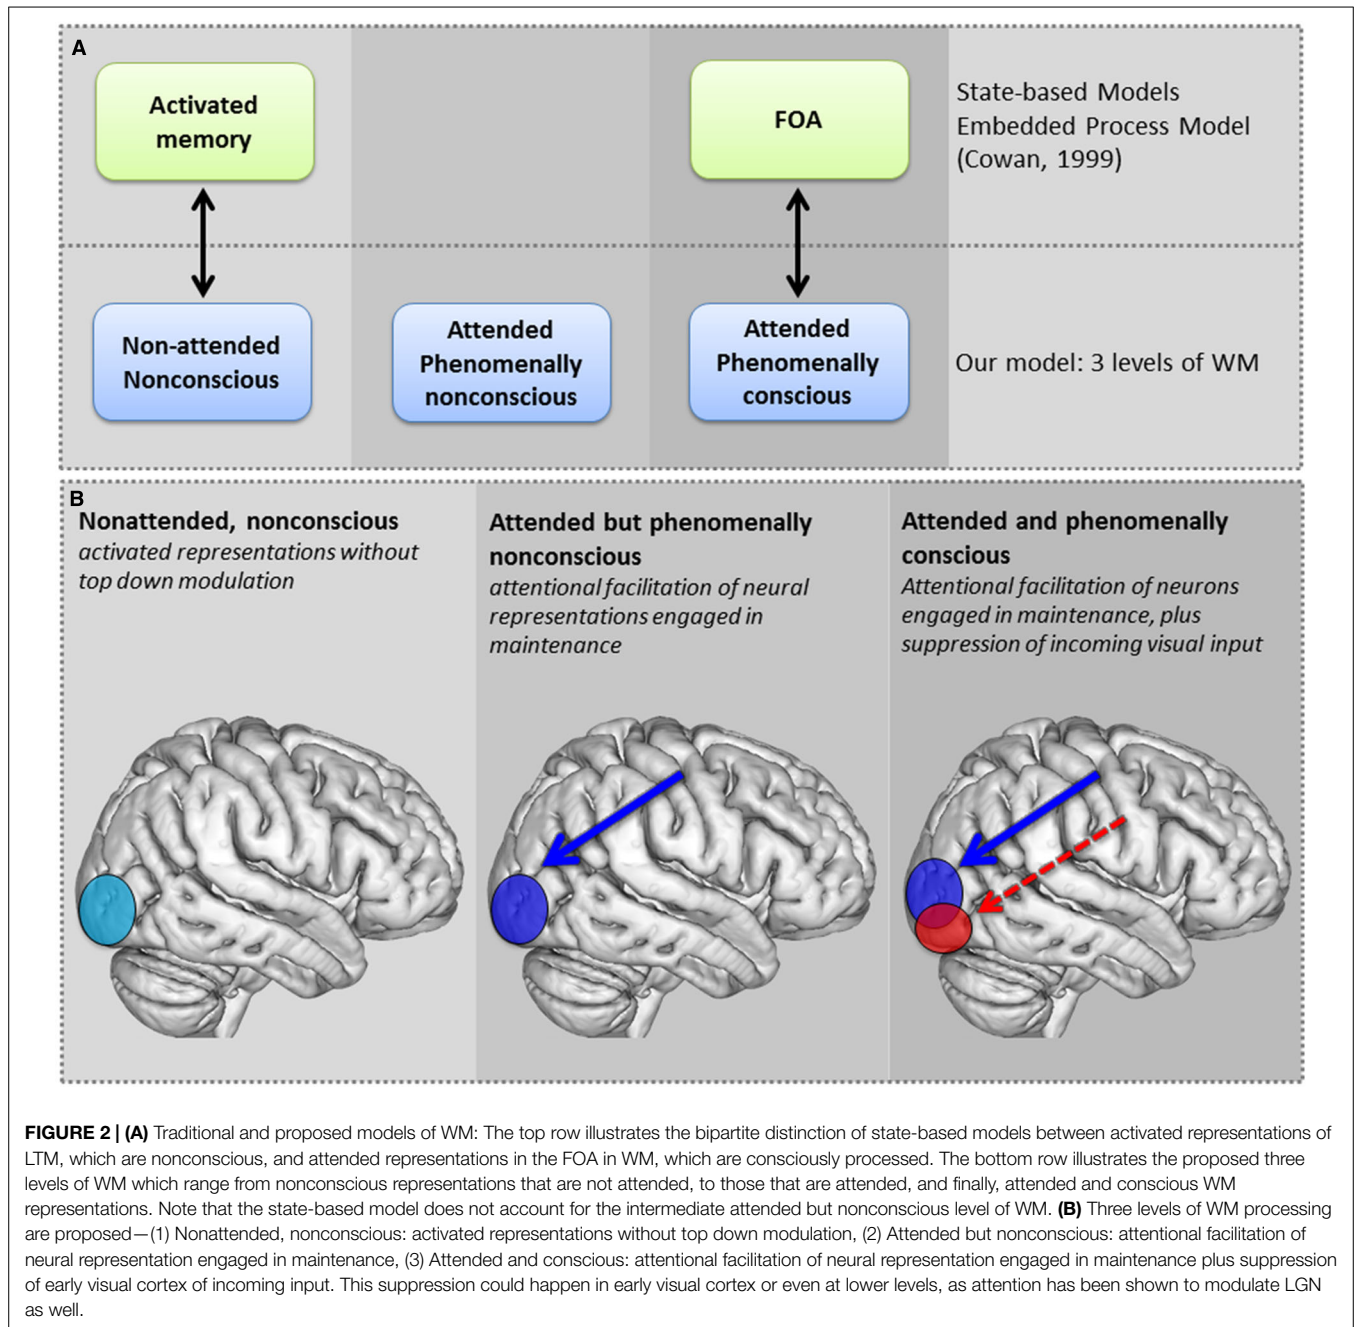 A
Activated
memory
FOA
State-based Models
Embedded Process Model
(Cowan, 1999)
Non-attended
Nonconscious
Attended
Phenomenally
nonconscious
Attended
Phenomenally
conscious
Our model: 3 levels of WM
B
Nonattended, nonconscious
activated representations without
top down modulation
Attended but phenomenally
nonconscious
attentional facilitation of neural
representations engaged in
maintenance
Attended and phenomenally
conscious
Attentional facilitation of neurons
engaged in maintenance, plus
suppression of incoming visual input
FIGURE 2 | (A) Traditional and proposed models of WM: The top row illustrates the bipartite distinction of state-based models between activated representations of
LTM, which are nonconscious, and attended representations in the FOA in WM, which are consciously processed. The bottom row illustrates the proposed three
levels of WM which range from nonconscious representations that are not attended, to those that are attended, and finally, attended and conscious WM
representations. Note that the state-based model does not account for the intermediate attended but nonconscious level of WM. (B) Three levels of WM processing
are proposed—(1) Nonattended, nonconscious: activated representations without top down modulation, (2) Attended but nonconscious: attentional facilitation of
neural representation engaged in maintenance, (3) Attended and conscious: attentional facilitation of neural representation engaged in maintenance plus suppression
of early visual cortex of incoming input. This suppression could happen in early visual cortex or even at lower levels, as attention has been shown to modulate LGN
as well.